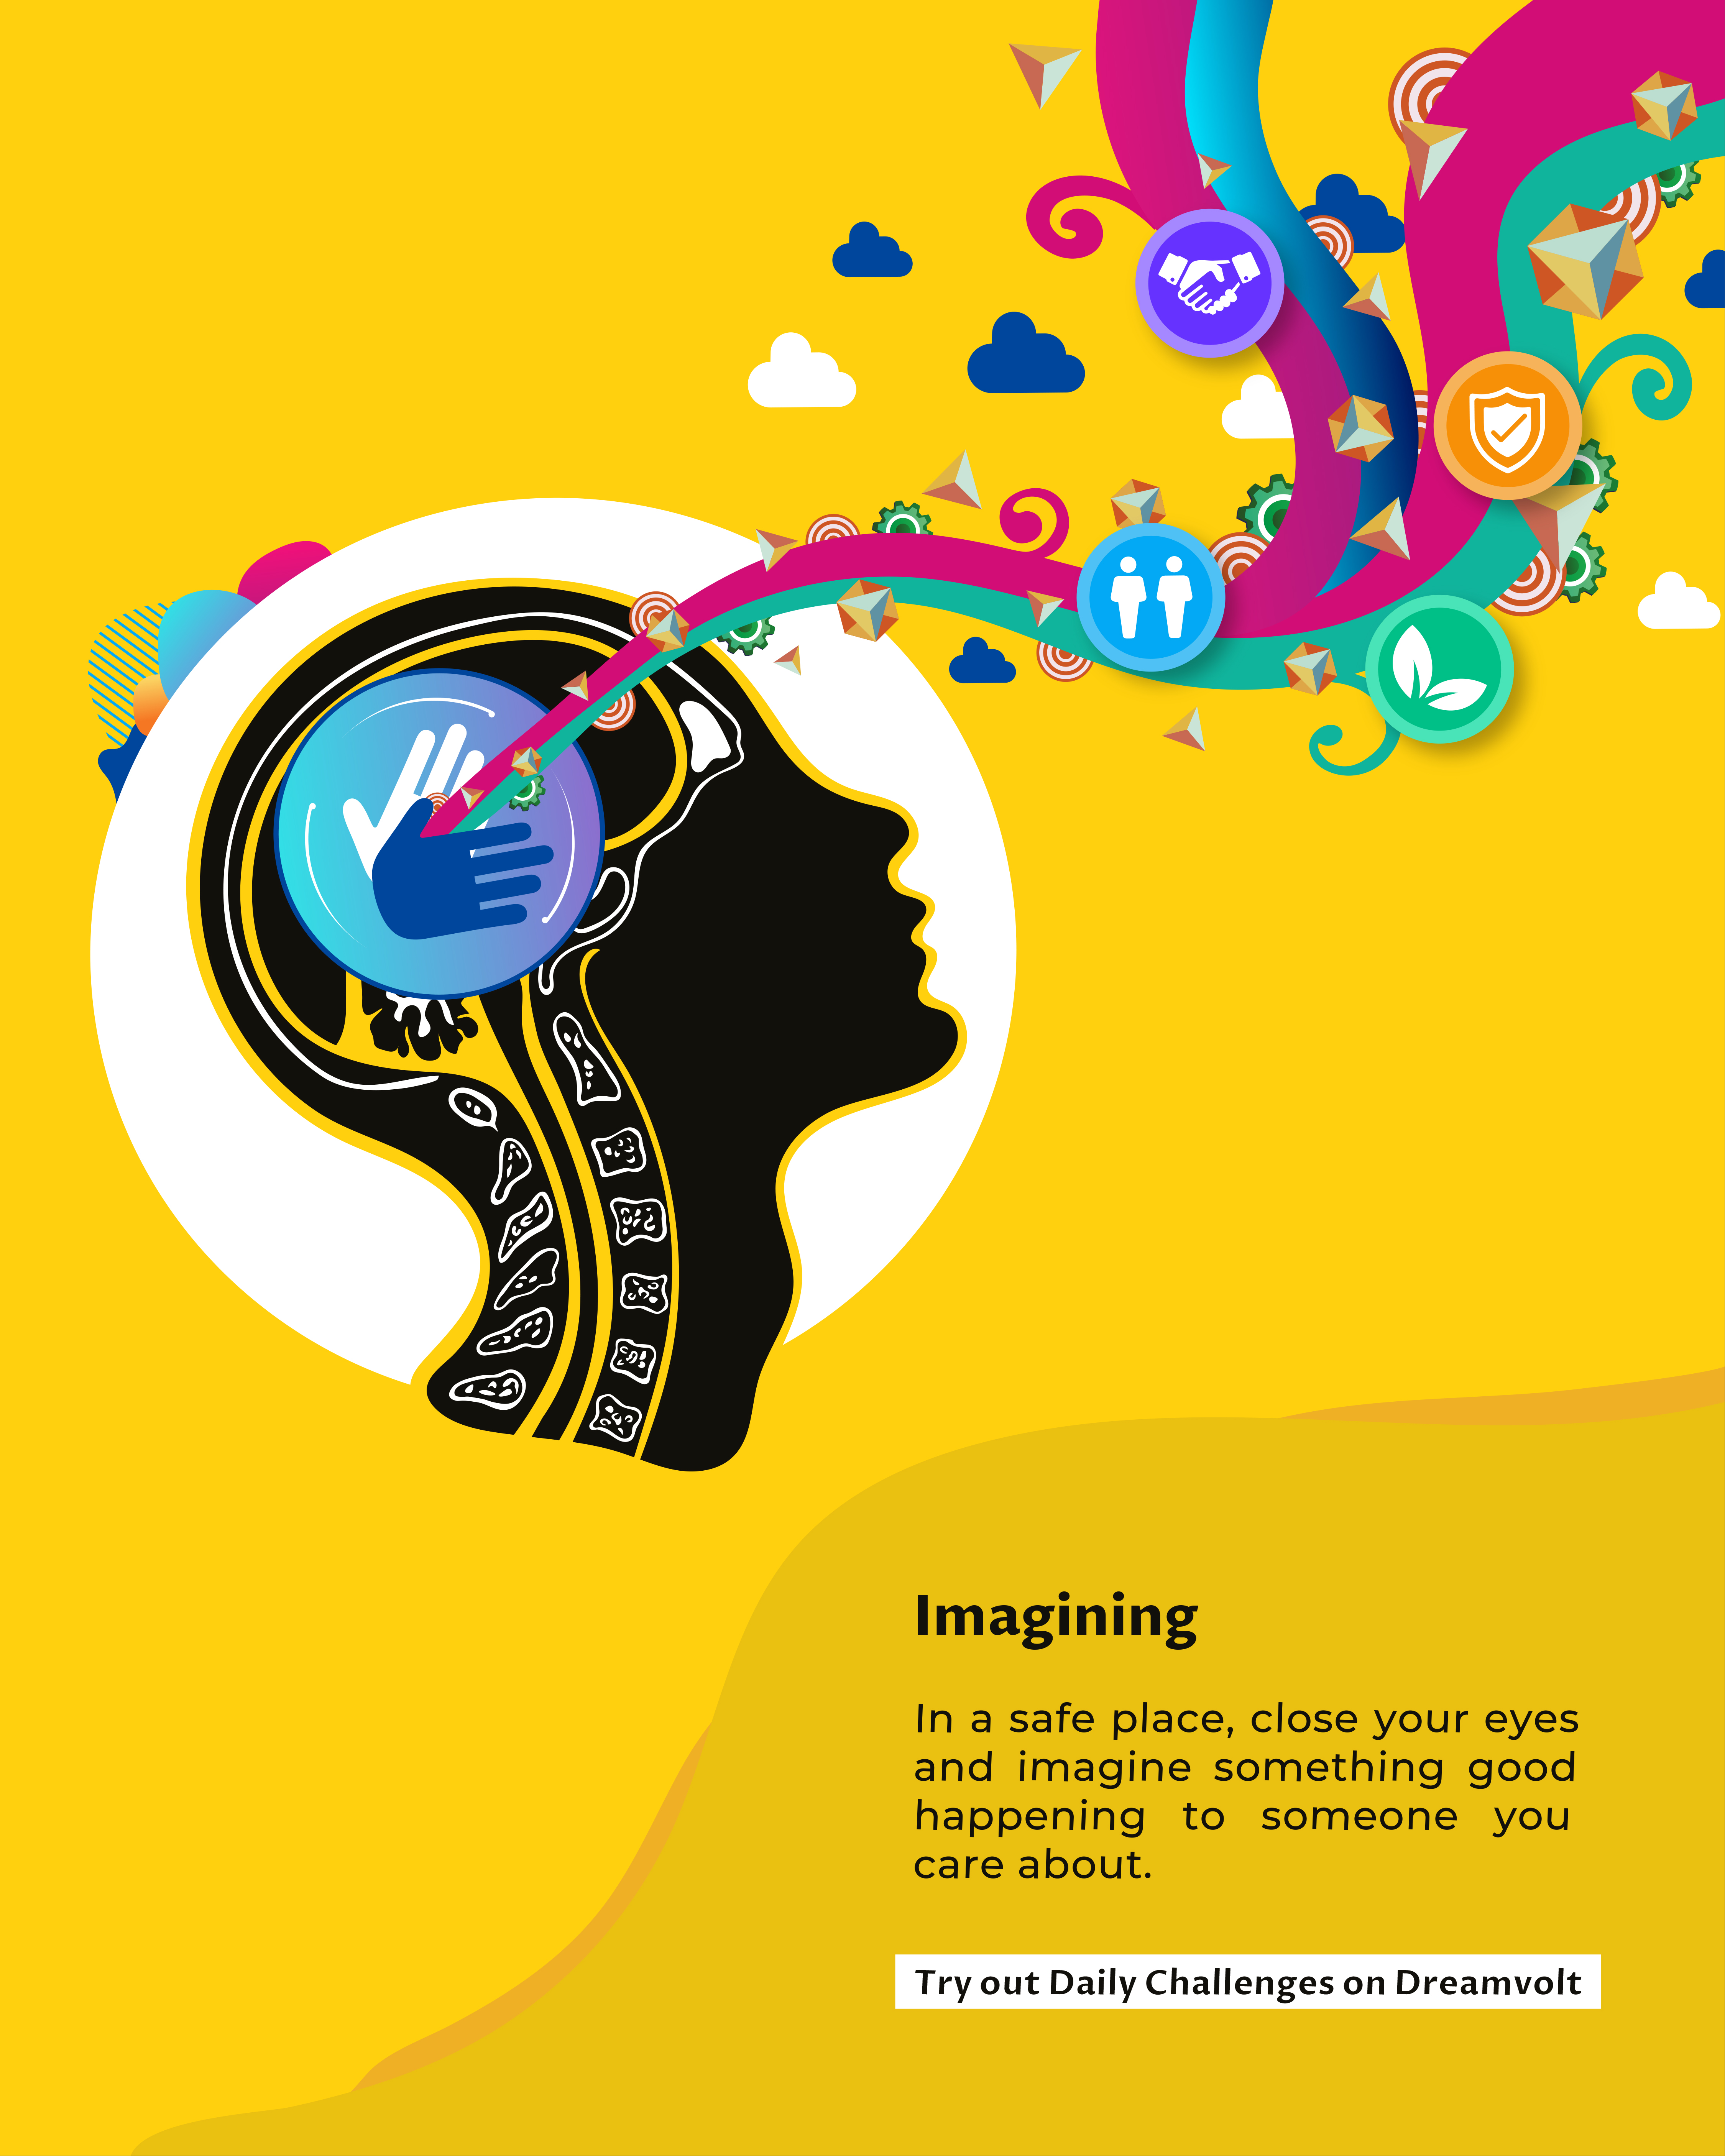 Imagining
In a safe place, close your eyes
and imagine something good
happening to someone you
care about.
Try out Daily Challenges on Dreamvolt